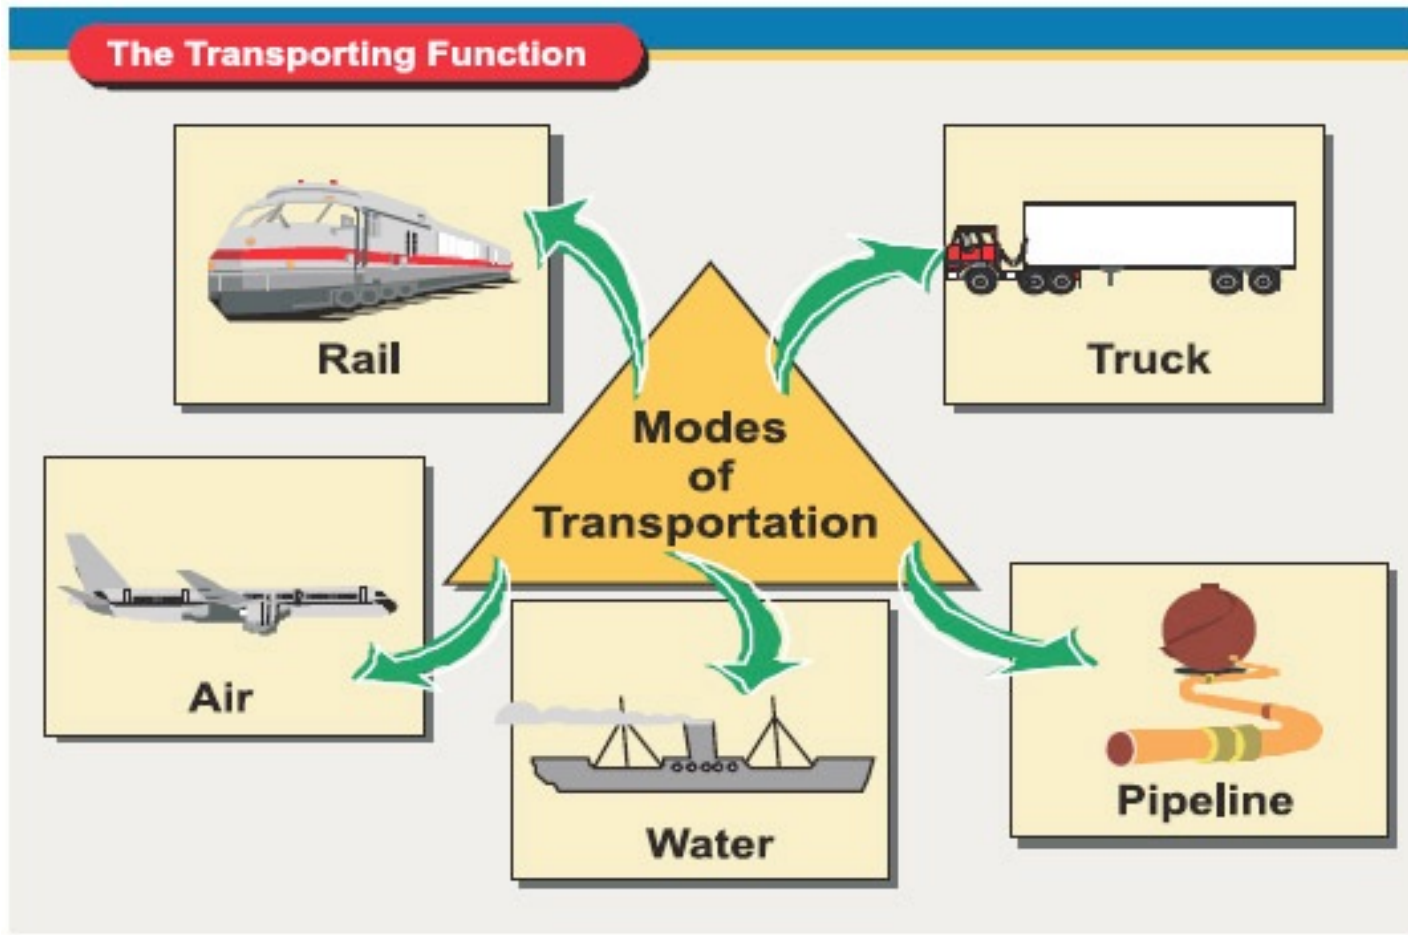 The Transporting Function
Rail
Truck
Modes
of
Transportation
Air
Water
Pipeline